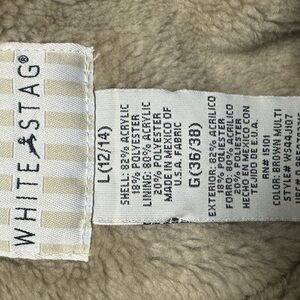 WHITE STAG®
L(12/14)
SHELL: 82% ACRYLIC
18% POLYESTER
LINING: 80% ACRYLIC
20% POLYESTER
MADE IN MEXICO OF
U.S.A. FABRIC
G(36/38)
EXTERIOR: 82% ACRILICO
18% POLIESTER
FORRO: 80% ACRILICO
20% POLIESTER
HECHO EN MEXICO CON
TEJIDO DE E.U.A.
RN# 15101
COLOR: BROWN MULTI
STYLE# WS44J107